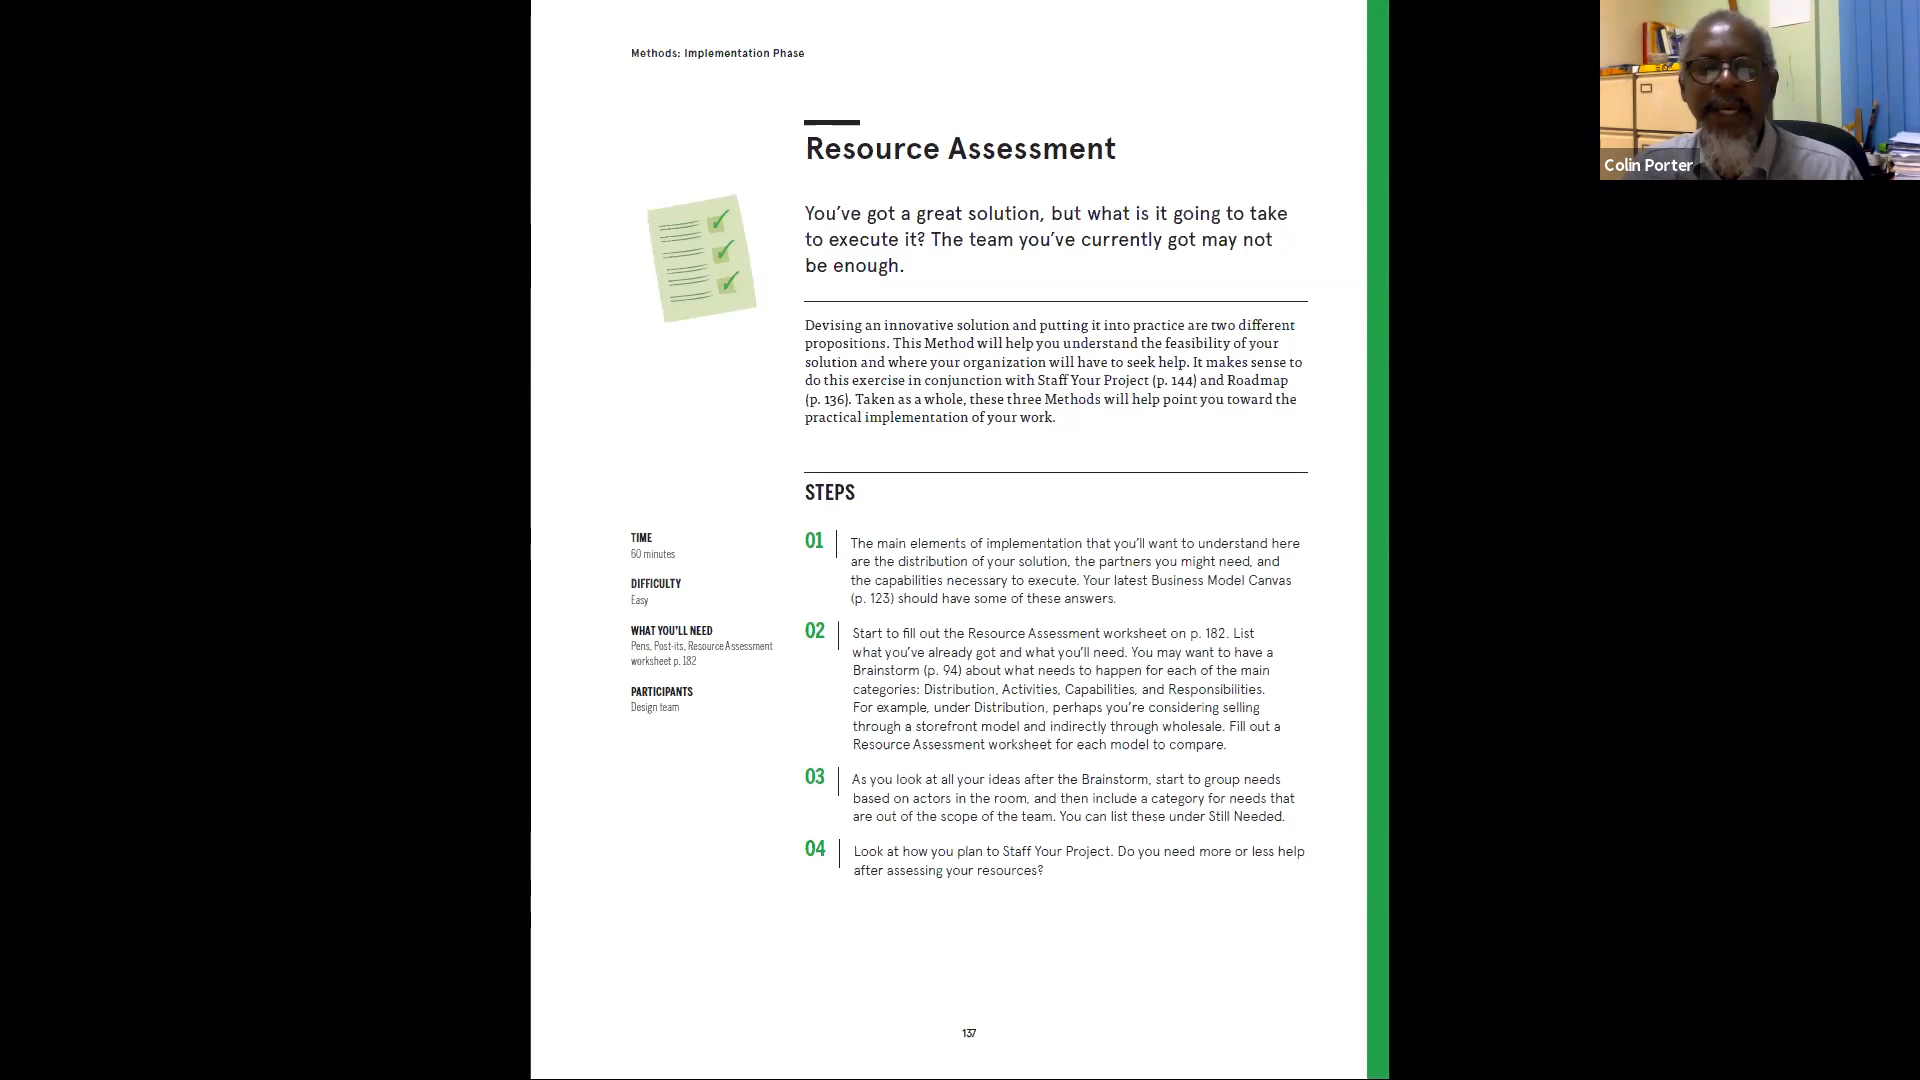 Methods: Implementation Phase
Resource Assessment
You've got a great solution, but what is it going to take
to execute it? The team you've currently got may not
be enough.
Devising an innovative solution and putting it into practice are two different
propositions. This Method will help you understand the feasibility of your
solution and where your organization will have to seek help. It makes sense to
do this exercise in conjunction with Staff Your Project (p. 144) and Roadmap
(p. 136). Taken as a whole, these three Methods will help point you toward the
practical implementation of your work.
STEPS
TIME
60 minutes
DIFFICULTY
Easy
WHAT YOU'LL NEED
Pens, Post-its, Resource Assessment
worksheet p. 182
PARTICIPANTS
Design team
01 The main elements of implementation that you'll want to understand here
are the distribution of your solution, the partners you might need, and
the capabilities necessary to execute. Your latest Business Model Canvas
(p. 123) should have some of these answers.
02 Start to fill out the Resource Assessment worksheet on p. 182. List
what you've already got and what you'll need. You may want to have a
Brainstorm (p. 94) about what needs to happen for each of the main
categories: Distribution, Activities, Capabilities, and Responsibilities.
For example, under Distribution, perhaps you're considering selling
through a storefront model and indirectly through wholesale. Fill out a
Resource Assessment worksheet for each model to compare.
03 As you look at all your ideas after the Brainstorm, start to group needs
based on actors in the room, and then include a category for needs that
are out of the scope of the team. You can list these under Still Needed.
04 Look at how you plan to Staff Your Project. Do you need more or less help
after assessing your resources?
137
Colin Porter